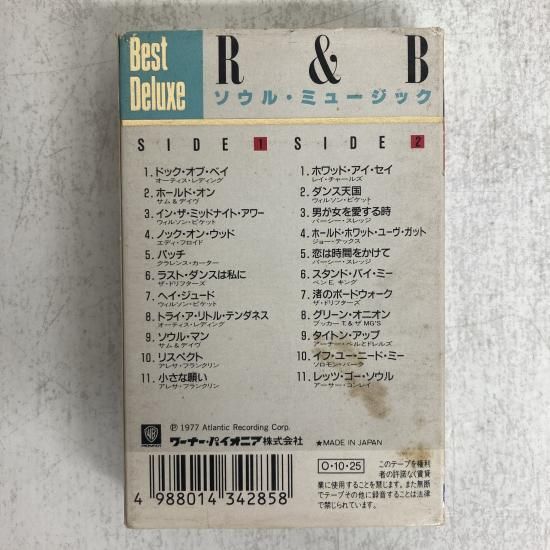 Best
Deluxe
R & B
ソウル・ミュージック
SIDE 1
1. ドック・オブ・ベイ
オーティス・レディング
2. ホールド・オン
サム&デイヴ
3. イン・ザ・ミッドナイト・アワー
ウィルソン・ピケット
4. ノック・オン・ウッド
エディ・フロイド
5. パッチ
クラレンス・カーター
6. ラスト・ダンスは私に
ザ・ドリフターズ
7. ヘイ・ジュード
ウィルソン・ピケット
8. トライ・ア・リトル・テンダネス
オーティス・レディング
9. ソウル・マン
サム&デイヴ
10. リスペクト
アレサ・フランクリン
11. 小さな願い
アレサ・フランクリン
SIDE 2
1. ホワッド・アイ・セイ
レイ・チャールズ
2. ダンス天国
ウィルソン・ピケット
3. 男が女を愛する時
パーシー・スレッジ
4. ホールド・ホワット・ユーヴ・ガット
ジョー・テックス
5. 恋は時間をかけて
パーシー・スレッジ
6. スタンド・バイ・ミー
ベン E. キング
7. 渚のボードウォーク
ザ・ドリフターズ
8. グリーン・オニオン
ブッカー T. & ザ MG'S
9. タイトン・アップ
アーチー・ベルとドレルズ
10. イフ・ユー・ニード・ミー
ソロモン・バーク
11. レッツ・ゴー・ソウル
アーサー・コンレイ
℗ 1977 Atlantic Recording Corp.
ワーナー・パイオニア株式会社
★MADE IN JAPAN
4 988014 342858
O・10・25
このテープを権利
者の許諾なく賃貸
業に使用することを禁じます。また無断
でテープその他に録音することは法律
で禁じられています。